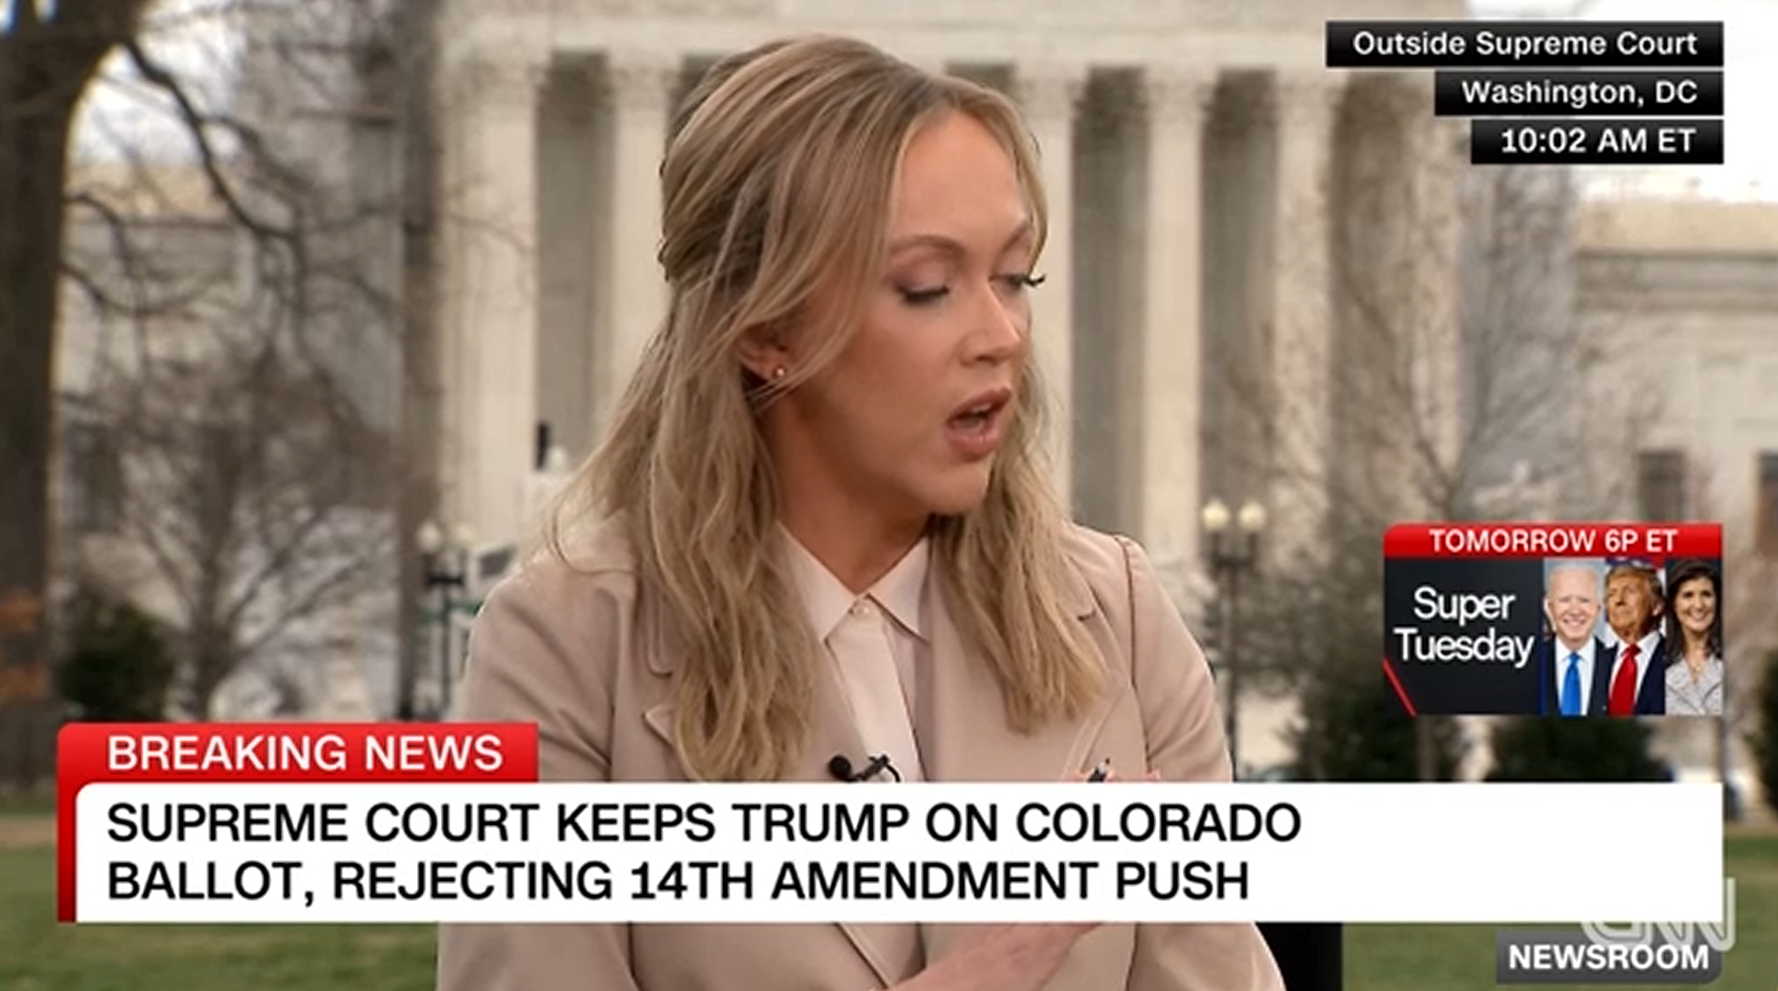 Outside Supreme Court
Washington, DC
10:02 AM ET
TOMORROW 6P ET
Super
Tuesday
BREAKING NEWS
SUPREME COURT KEEPS TRUMP ON COLORADO
BALLOT, REJECTING 14TH AMENDMENT PUSH
CNN
NEWSROOM